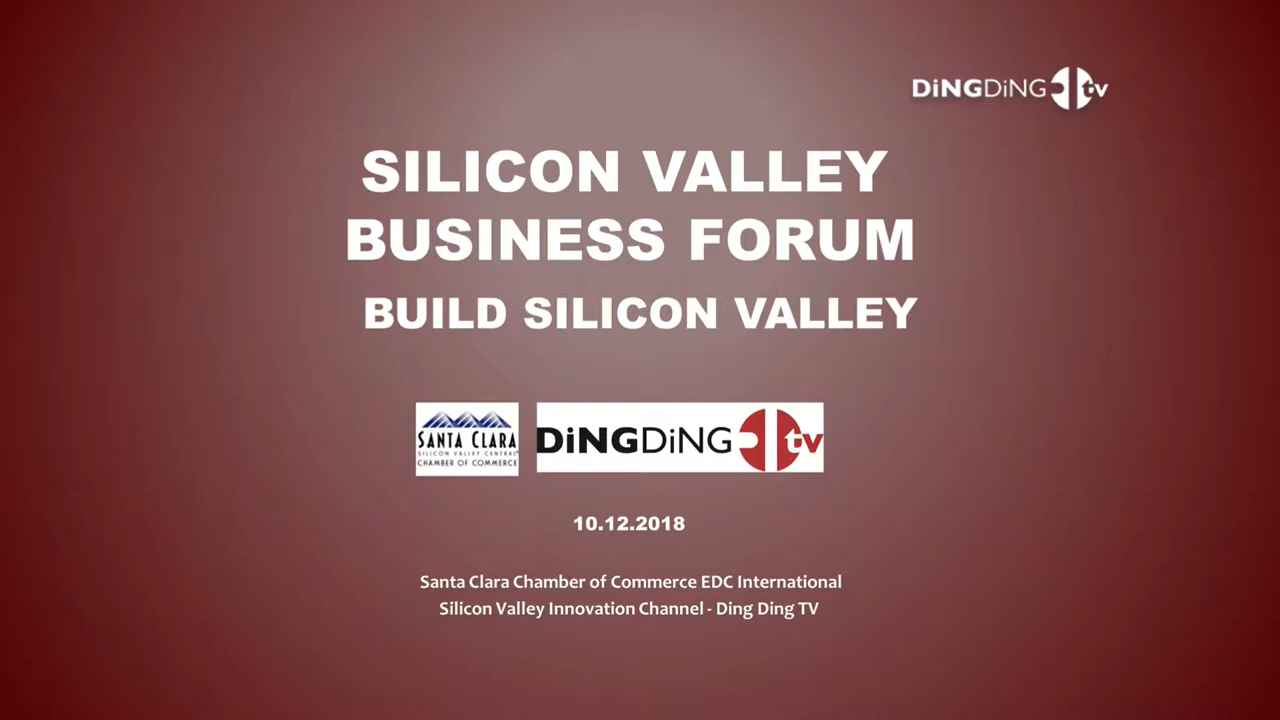 DiNGDiNG tv
SILICON VALLEY
BUSINESS FORUM
BUILD SILICON VALLEY
SANTA CLARA
SILICON VALLEY CENTRAL
CHAMBER OF COMMERCE
DiNGDiNG tv
10.12.2018
Santa Clara Chamber of Commerce EDC International
Silicon Valley Innovation Channel - Ding Ding TV